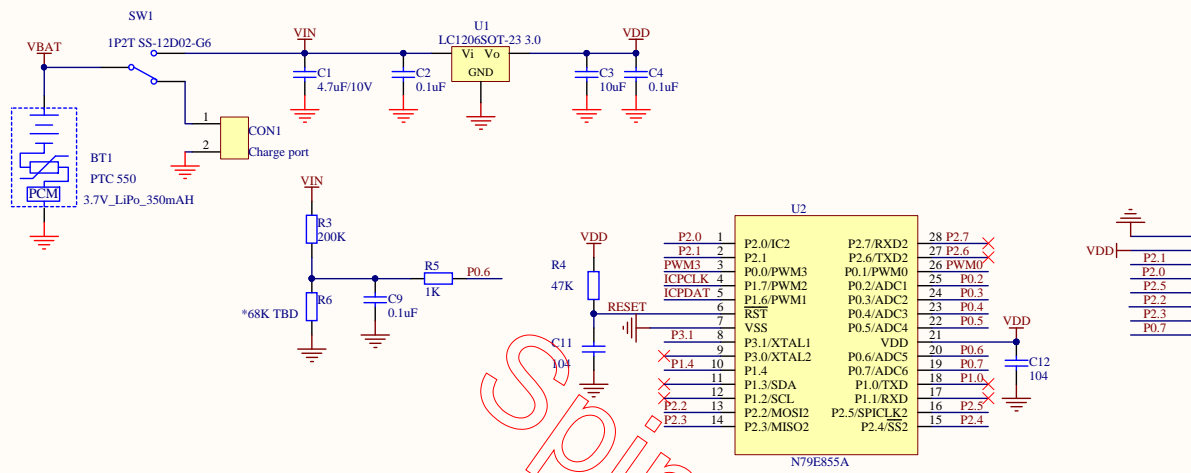 SW1
1P2T SS-12D02-G6
VBAT
VIN
U1
LC1206SOT-23 3.0
Vi Vo
GND
VDD
C1
4.7uF/10V
C2
0.1uF
C3
10uF
C4
0.1uF
1
2
CON1
Charge port
BT1
PTC 550
PCM
3.7V_LiPo_350mAH
VIN
R3
200K
R5
1K
P0.6
R6
*68K TBD
C9
0.1uF
VDD
R4
47K
RESET
C11
104
U2
P2.0 1 P2.0/IC2 P2.7/RXD2 28 P2.7
P2.1 2 P2.1 P2.6/TXD2 27 P2.6
PWM3 3 P0.0/PWM3 P0.1/PWM0 26 PWM0
ICPCLK 4 P1.7/PWM2 P0.2/ADC1 25 P0.2
ICPDAT 5 P1.6/PWM1 P0.3/ADC2 24 P0.3
6 RST P0.4/ADC3 23 P0.4
7 VSS P0.5/ADC4 22 P0.5
P3.1 8 P3.1/XTAL1 VDD 21
9 P3.0/XTAL2 P0.6/ADC5 20 P0.6
P1.4 10 P1.4 P0.7/ADC6 19 P0.7
11 P1.3/SDA P1.0/TXD 18 P1.0
12 P1.2/SCL P1.1/RXD 17
P2.2 13 P2.2/MOSI2 P2.5/SPICLK2 16 P2.5
P2.3 14 P2.3/MISO2 P2.4/SS2 15 P2.4
N79E855A
VDD
C12
104
VDD
P2.1
P2.0
P2.5
P2.2
P2.3
P0.7